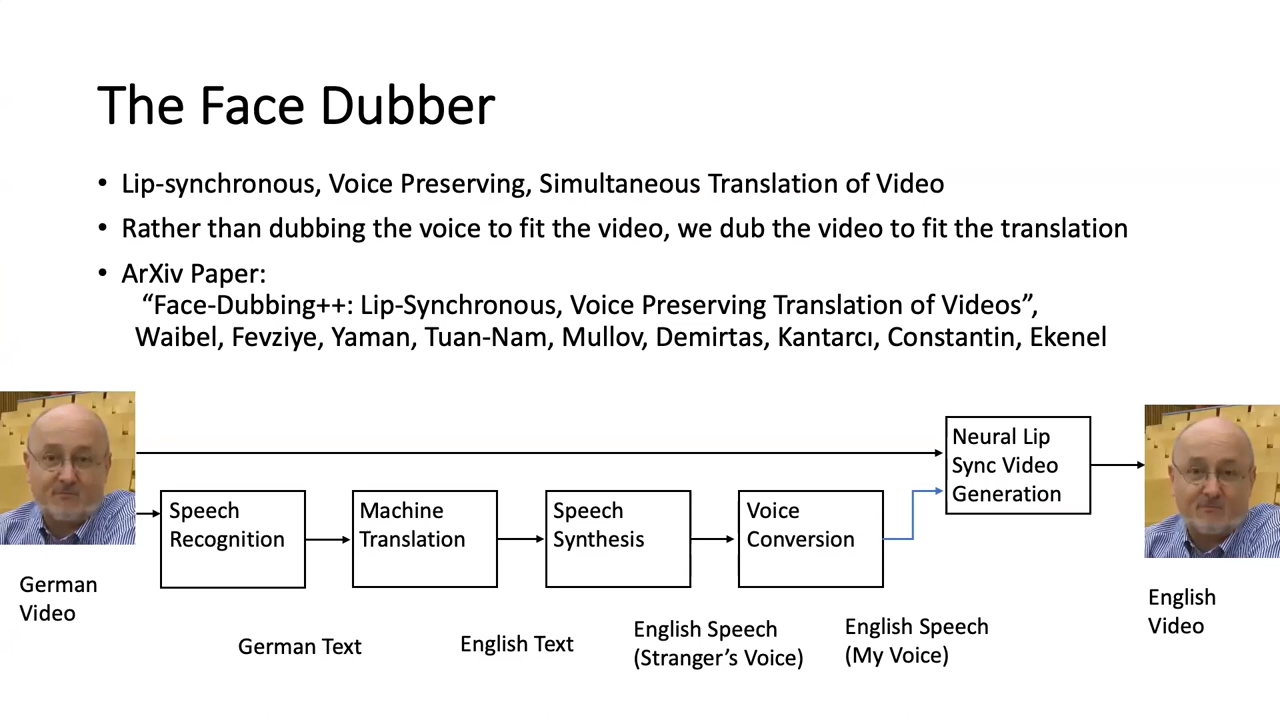 The Face Dubber
• Lip-synchronous, Voice Preserving, Simultaneous Translation of Video
• Rather than dubbing the voice to fit the video, we dub the video to fit the translation
• ArXiv Paper:
“Face-Dubbing++: Lip-Synchronous, Voice Preserving Translation of Videos”,
Waibel, Fevziye, Yaman, Tuan-Nam, Mullov, Demirtas, Kantarcı, Constantin, Ekenel
German
Video
Speech
Recognition
German Text
Machine
Translation
English Text
Speech
Synthesis
English Speech
(Stranger’s Voice)
Voice
Conversion
English Speech
(My Voice)
Neural Lip
Sync Video
Generation
English
Video